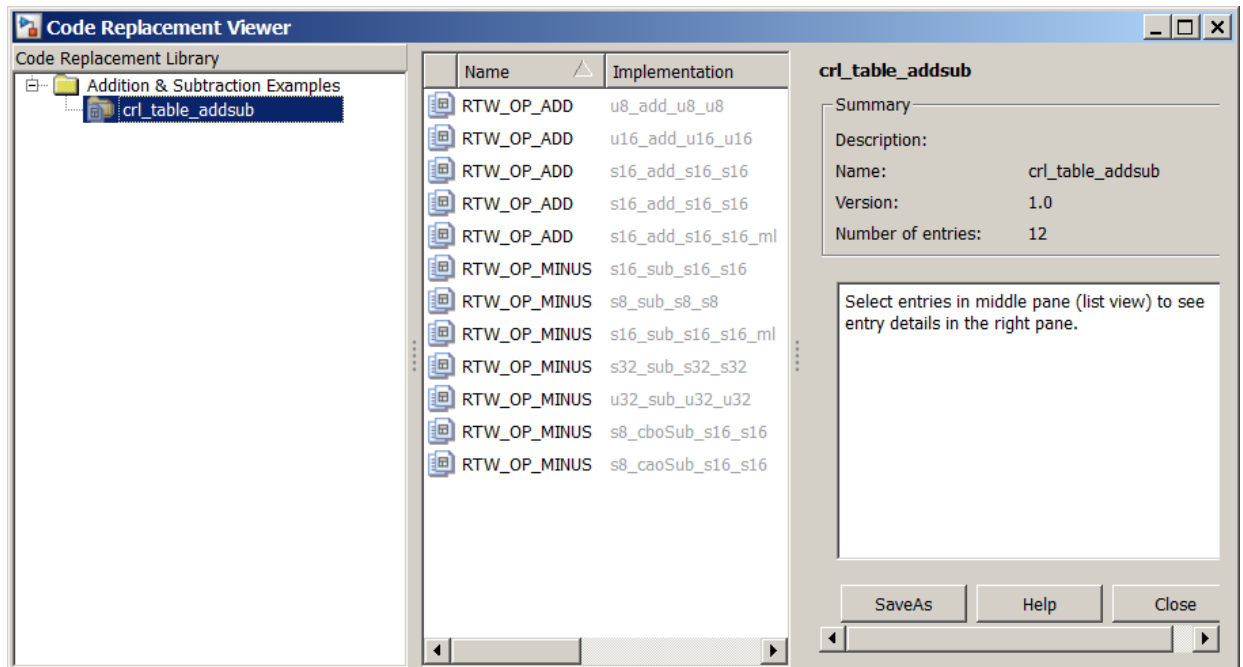 Code Replacement Viewer
Code Replacement Library
Addition & Subtraction Examples
crl_table_addsub
Name Implementation
RTW_OP_ADD u8_add_u8_u8
RTW_OP_ADD u16_add_u16_u16
RTW_OP_ADD s16_add_s16_s16
RTW_OP_ADD s16_add_s16_s16
RTW_OP_ADD s16_add_s16_s16_ml
RTW_OP_MINUS s16_sub_s16_s16
RTW_OP_MINUS s8_sub_s8_s8
RTW_OP_MINUS s16_sub_s16_s16_ml
RTW_OP_MINUS s32_sub_s32_s32
RTW_OP_MINUS u32_sub_u32_u32
RTW_OP_MINUS s8_cboSub_s16_s16
RTW_OP_MINUS s8_caoSub_s16_s16
crl_table_addsub
Summary
Description:
Name: crl_table_addsub
Version: 1.0
Number of entries: 12
Select entries in middle pane (list view) to see
entry details in the right pane.
SaveAs Help Close